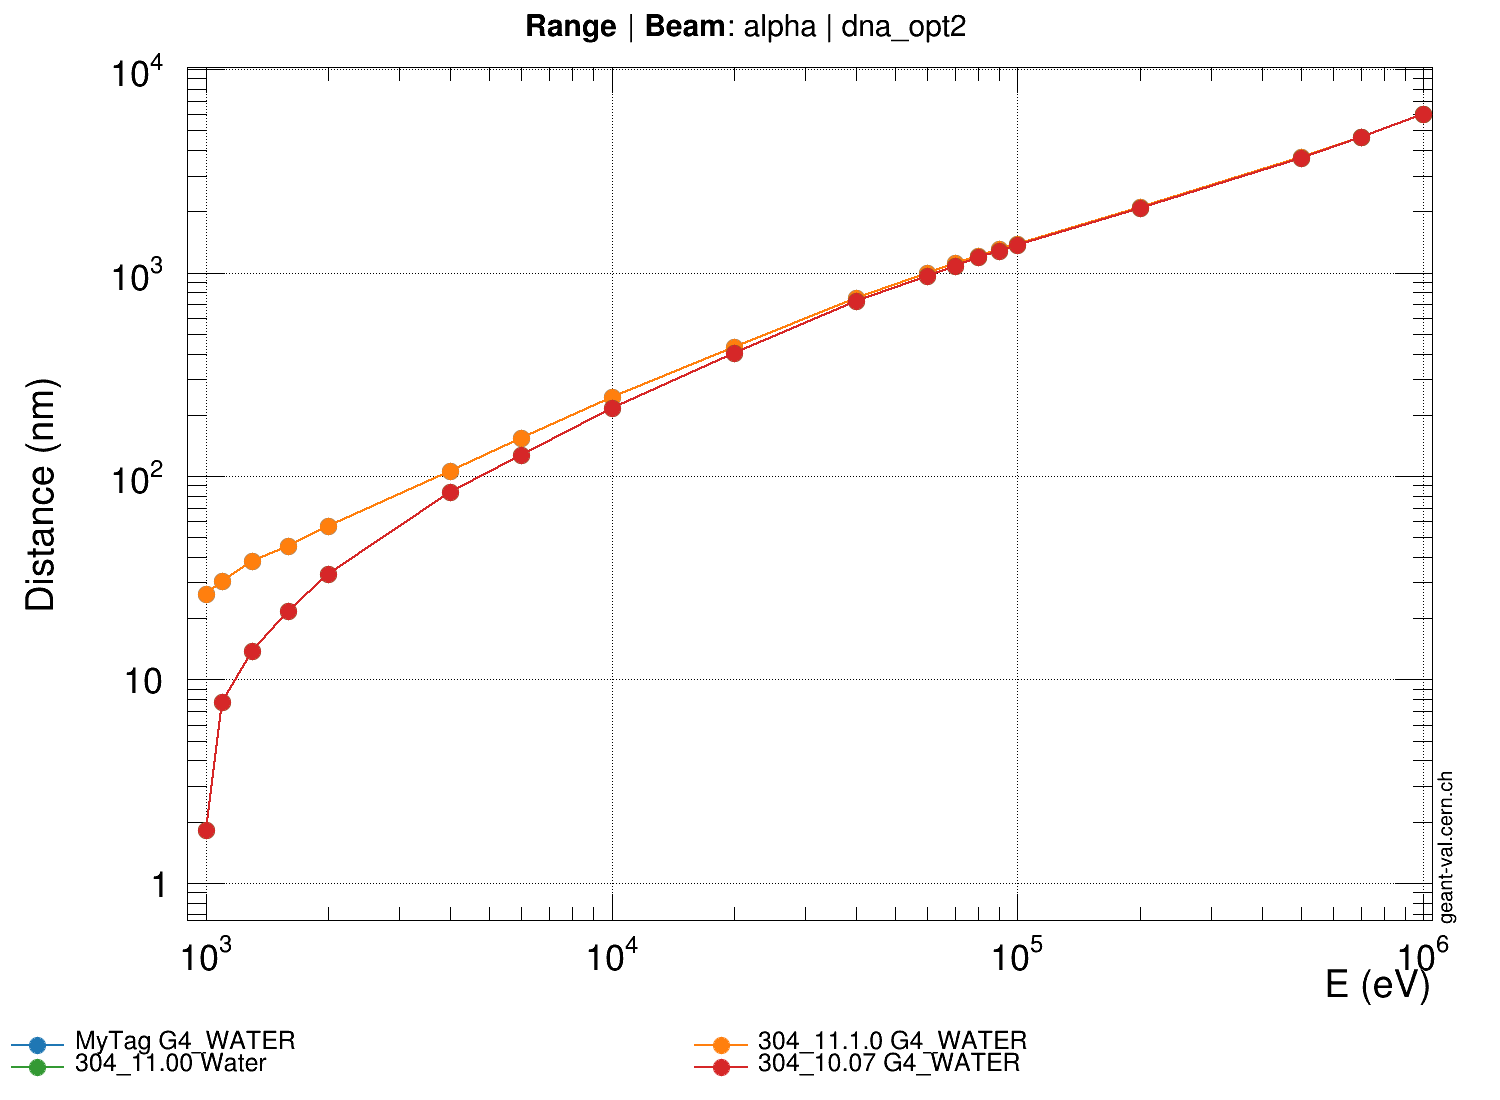 Range | Beam: alpha | dna_opt2
10^4
10^3
10^2
10
1
Distance (nm)
10^3
10^4
10^5
10^6
E (eV)
geant-val.cern.ch
MyTag G4_WATER
304_11.1.0 G4_WATER
304_11.00 Water
304_10.07 G4_WATER